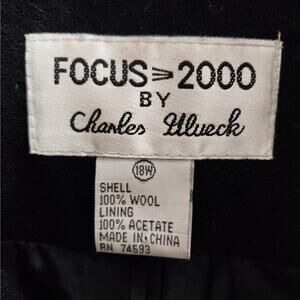 FOCUS⋝2000
BY
Charles Glueck
18W
SHELL
100% WOOL
LINING
100% ACETATE
MADE IN•CHINA
RN 74593